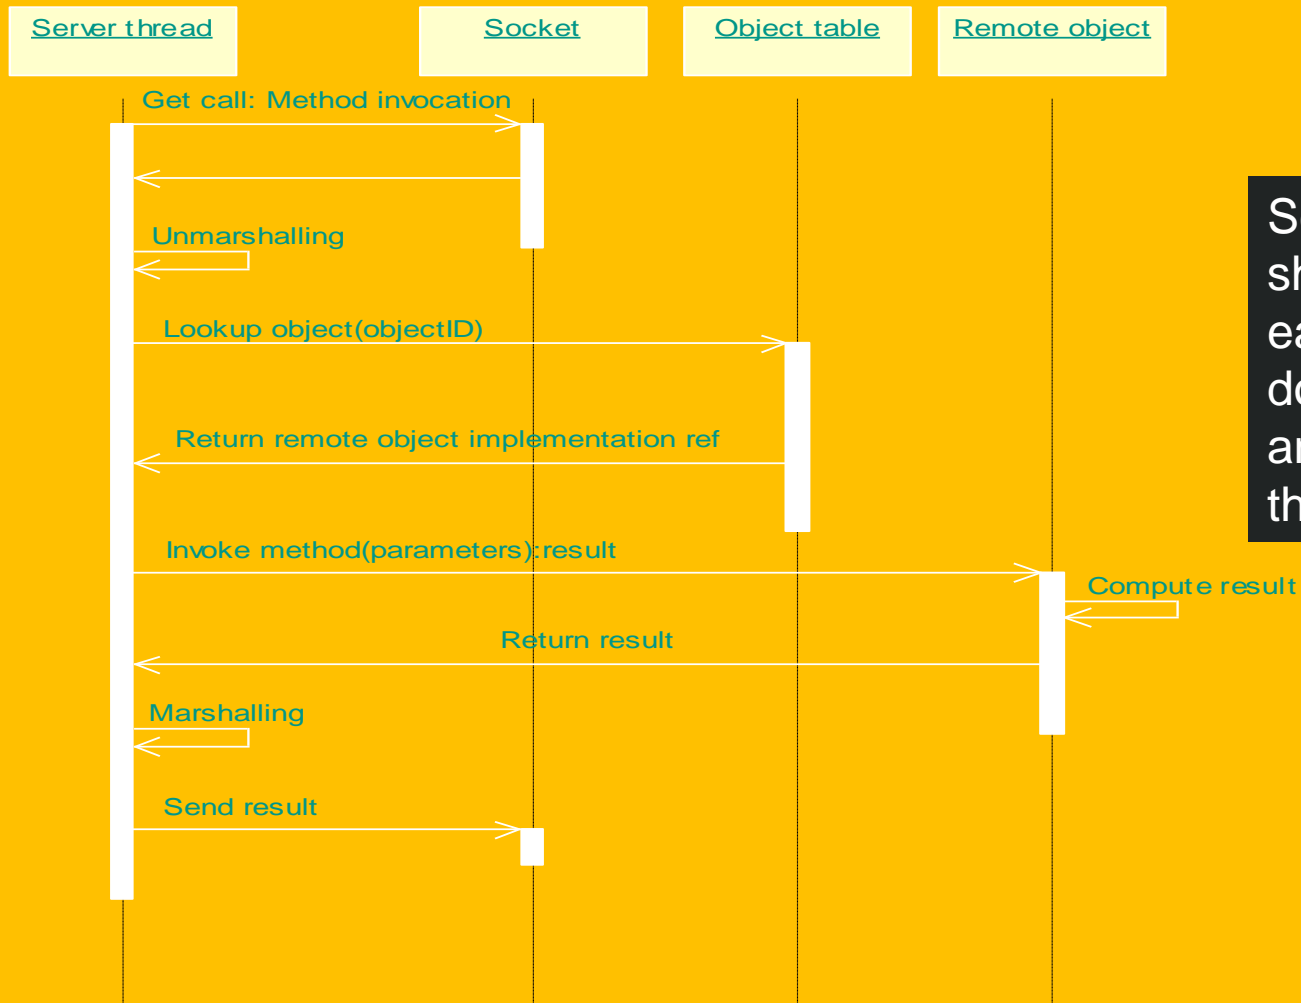 Server thread
Socket
Object table
Remote object
Get call: Method invocation
Unmarshalling
Lookup object(objectID)
Return remote object implementation ref
Invoke method(parameters):result
Compute result
Return result
Marshalling
Send result